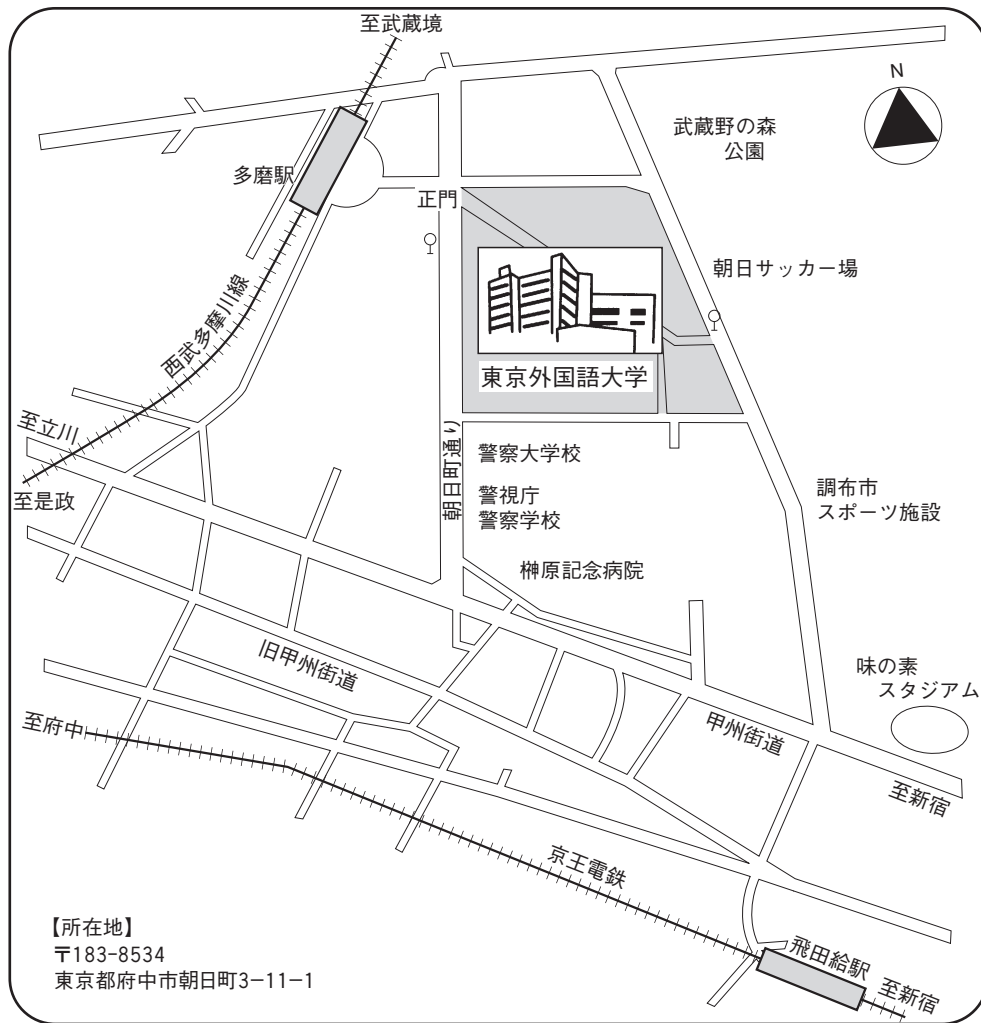 至武蔵境
N
武蔵野の森
公園
多磨駅
正門
朝日サッカー場
西武多摩川線
東京外国語大学
至立川
朝日町通り
警察大学校
至是政
警視庁
警察学校
調布市
スポーツ施設
榊原記念病院
旧甲州街道
味の素
スタジアム
至府中
甲州街道
至新宿
京王電鉄
【所在地】
〒183-8534
東京都府中市朝日町3-11-1
飛田給駅
至新宿